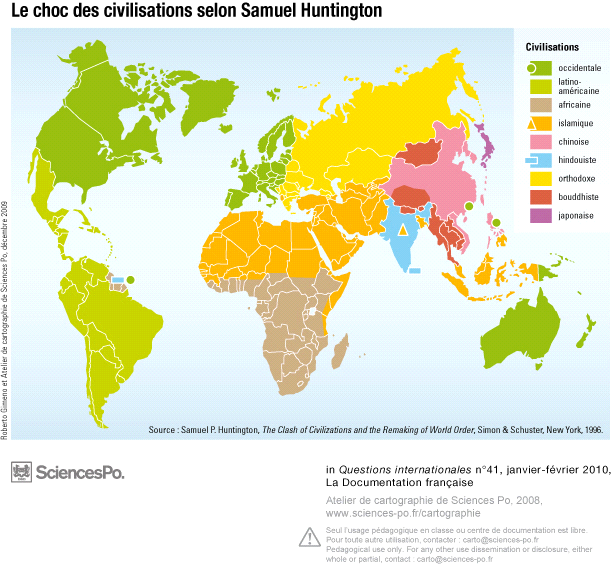 Le choc des civilisations selon Samuel Huntington
Civilisations
occidentale
latino-
américaine
africaine
islamique
chinoise
hindouiste
orthodoxe
bouddhiste
japonaise
Roberto Gimeno et Atelier de cartographie de Sciences Po, décembre 2009
Source : Samuel P. Huntington, The Clash of Civilizations and the Remaking of World Order, Simon & Schuster, New York, 1996.
SciencesPo.
in Questions internationales n°41, janvier-février 2010,
La Documentation française
Atelier de cartographie de Sciences Po, 2008,
www.sciences-po.fr/cartographie
Seul l'usage pédagogique en classe ou centre de documentation est libre.
Pour toute autre utilisation, contacter : carto@sciences-po.fr
Pedagogical use only. For any other use dissemination or disclosure, either
whole or partial, contact : carto@sciences-po.fr